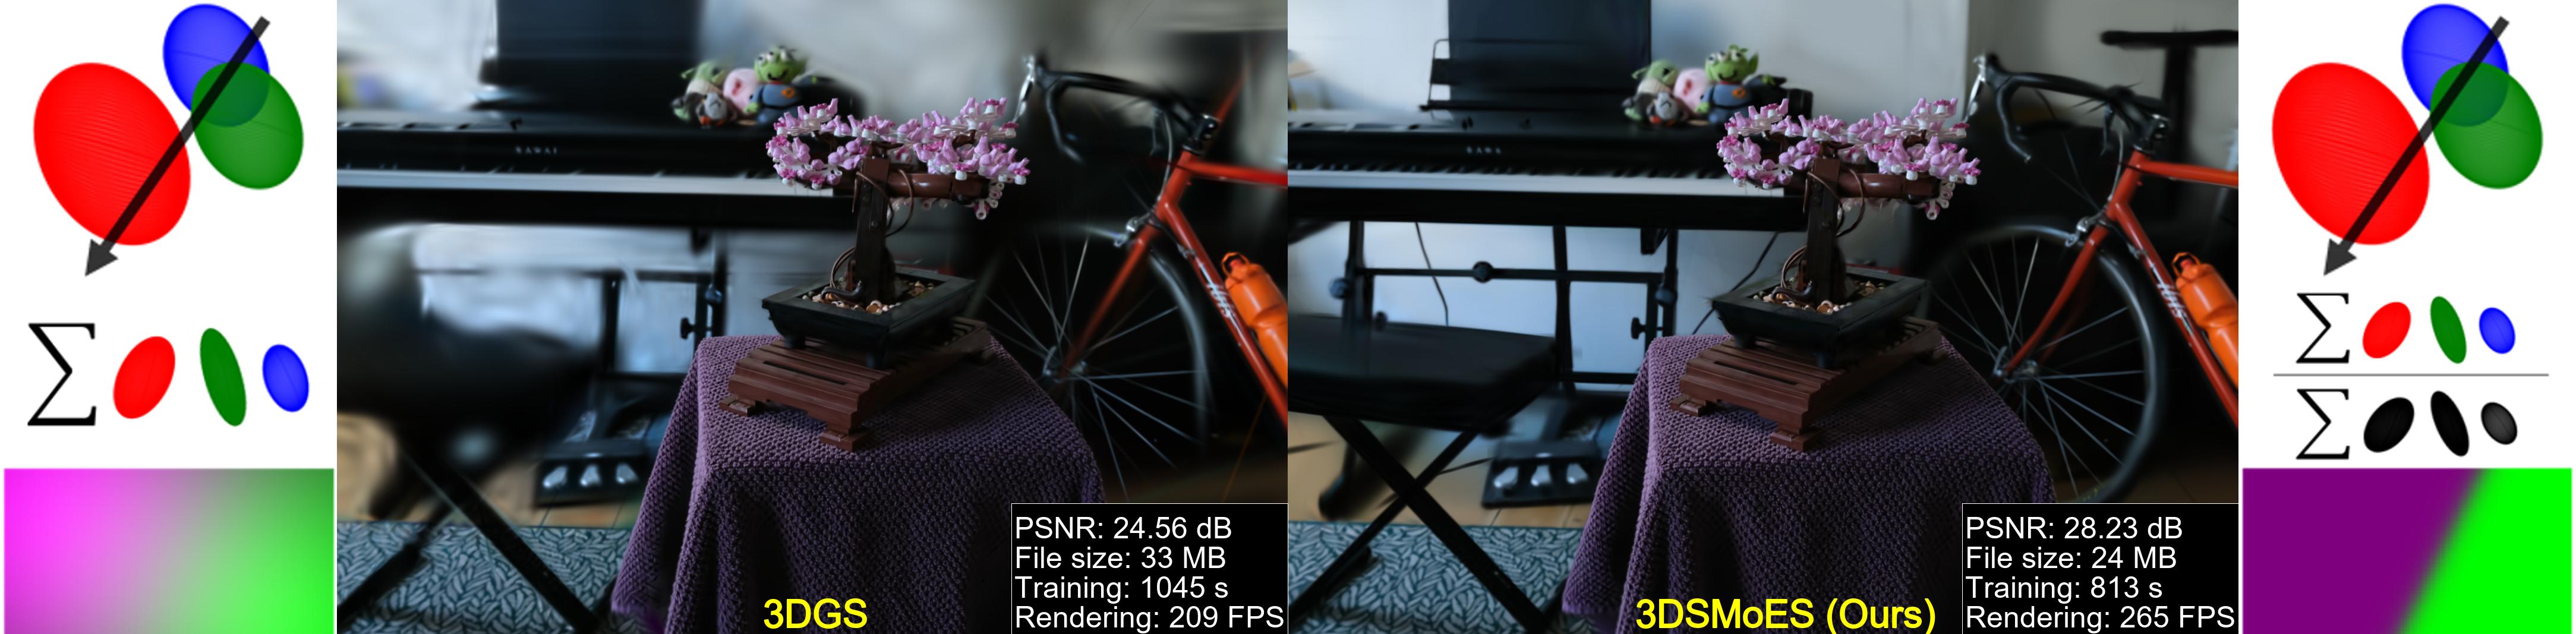 ∑
KAWAI
PSNR: 24.56 dB
File size: 33 MB
Training: 1045 s
Rendering: 209 FPS
3DGS
PSNR: 28.23 dB
File size: 24 MB
Training: 813 s
Rendering: 265 FPS
3DSMoES (Ours)
∑
∑